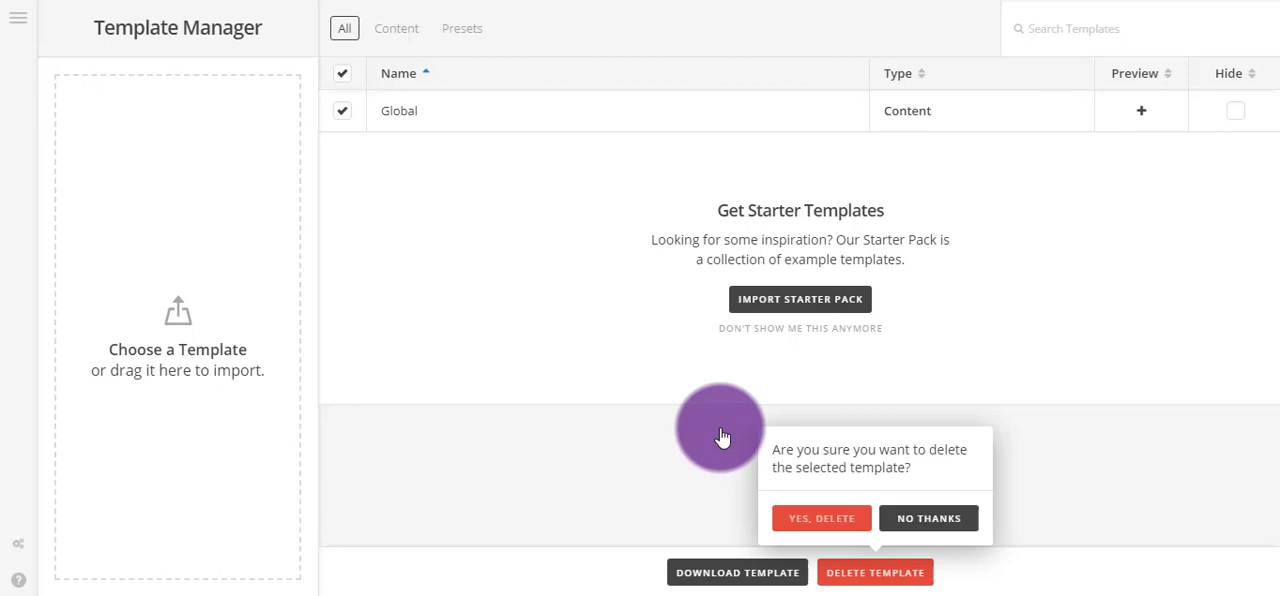 Template Manager
All
Content
Presets
Search Templates
Name
Type
Preview
Hide
Global
Content
Get Starter Templates
Looking for some inspiration? Our Starter Pack is
a collection of example templates.
IMPORT STARTER PACK
DON'T SHOW ME THIS ANYMORE
Choose a Template
or drag it here to import.
Are you sure you want to delete
the selected template?
YES, DELETE
NO THANKS
DOWNLOAD TEMPLATE
DELETE TEMPLATE
?